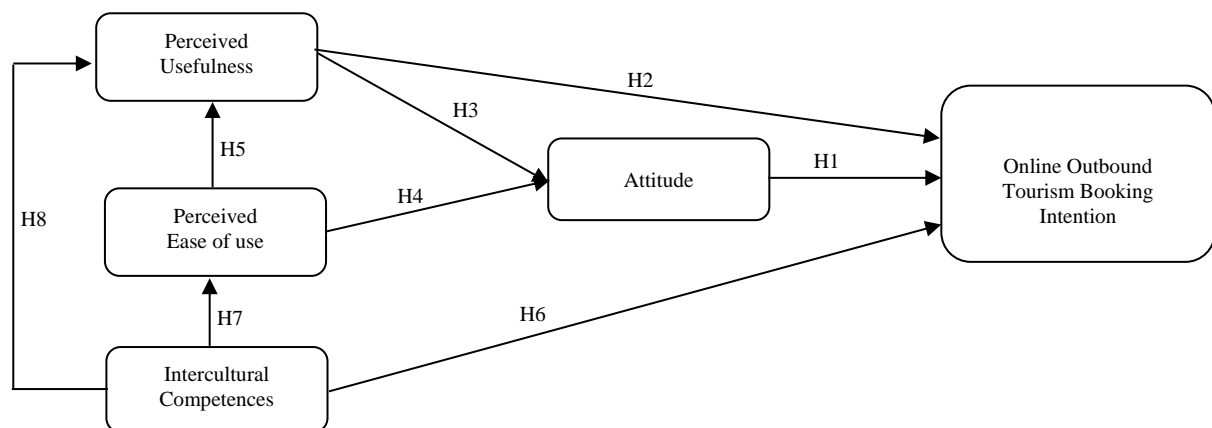 Perceived
Usefulness
H2
H3
H5
Attitude
H1
Online Outbound
Tourism Booking
Intention
H8
Perceived
Ease of use
H4
H7
H6
Intercultural
Competences